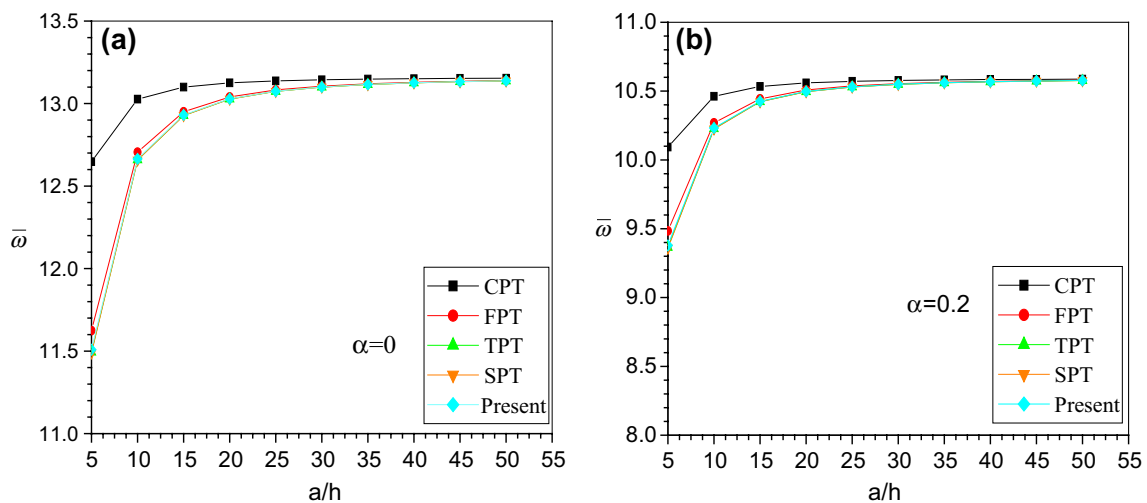 (a)
13.5
13.0
12.5
12.0
11.5
11.0
ω̅
5 10 15 20 25 30 35 40 45 50 55
a/h
α=0
CPT
FPT
TPT
SPT
Present
(b)
11.0
10.5
10.0
9.5
9.0
8.5
8.0
ω̅
5 10 15 20 25 30 35 40 45 50 55
a/h
α=0.2
CPT
FPT
TPT
SPT
Present